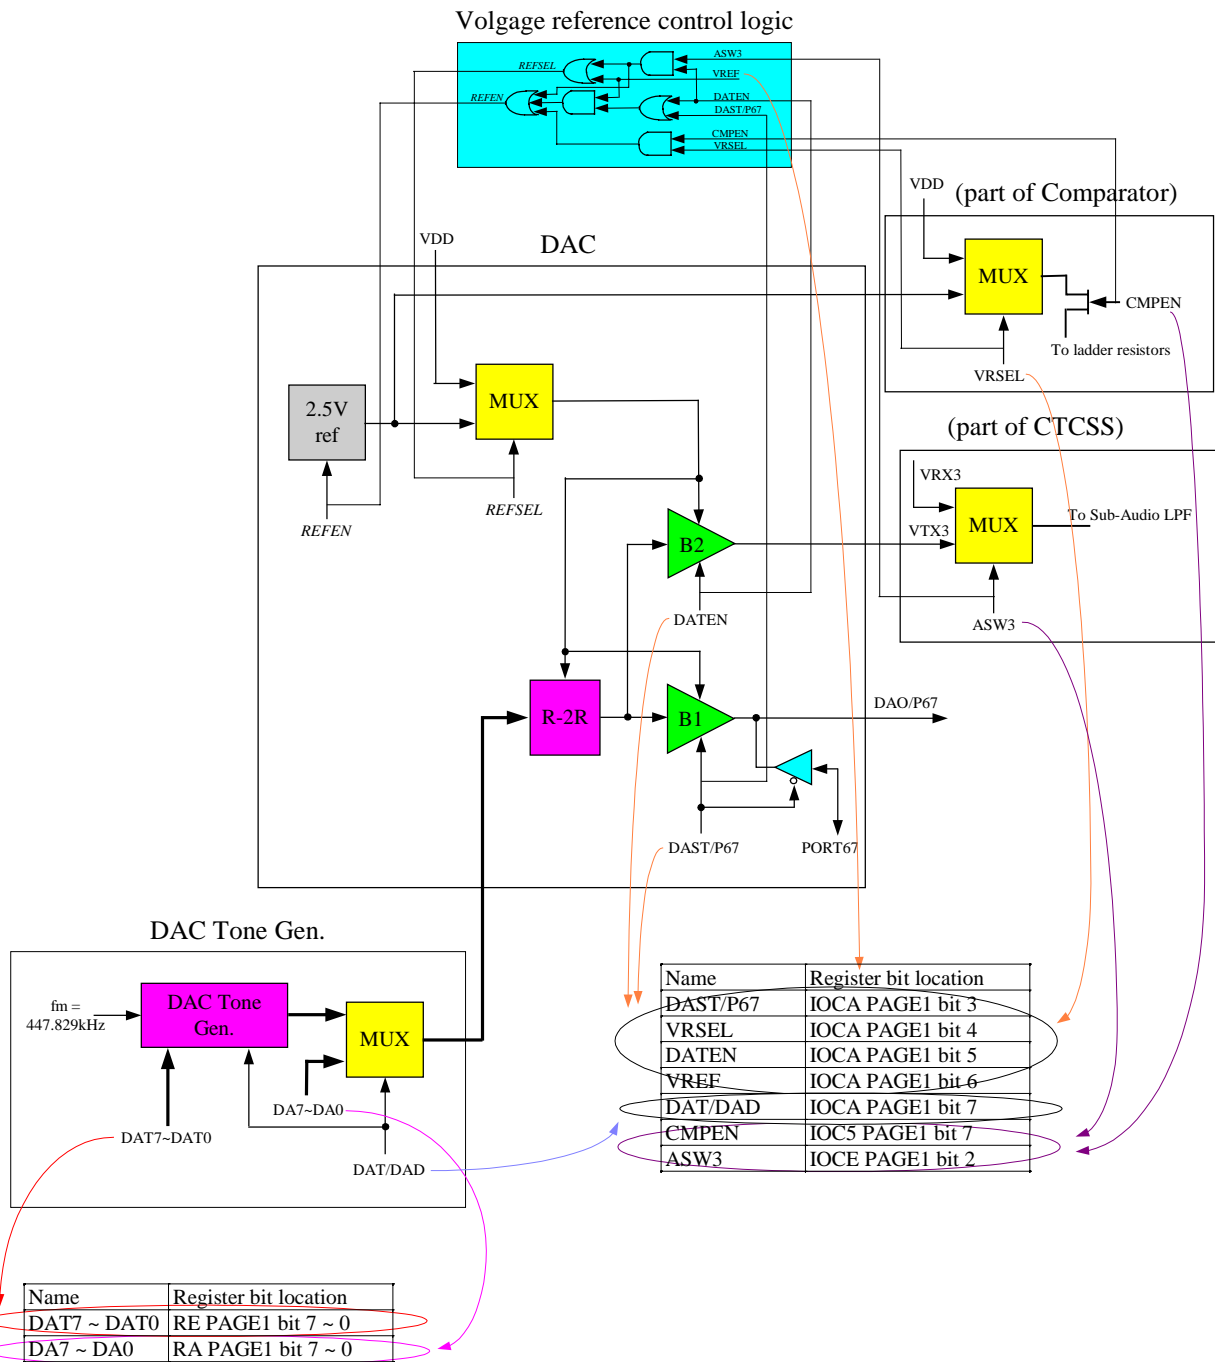 Volgage reference control logic
ASW3
REFSEL
VREF
REFEN
DATEN
DAST/P67
CMPEN
VRSEL
VDD
(part of Comparator)
VDD
DAC
MUX
CMPEN
To ladder resistors
VRSEL
2.5V
ref
MUX
(part of CTCSS)
VRX3
REFSEL
REFEN
MUX
To Sub-Audio LPF
VTX3
B2
DATEN
ASW3
R-2R
B1
DAO/P67
DAST/P67
PORT67
DAC Tone Gen.
fm =
447.829kHz
DAC Tone
Gen.
MUX
DA7~DA0
DAT7~DAT0
DAT/DAD
Name Register bit location
DAST/P67 IOCA PAGE1 bit 3
VRSEL IOCA PAGE1 bit 4
DATEN IOCA PAGE1 bit 5
VREF IOCA PAGE1 bit 6
DAT/DAD IOCA PAGE1 bit 7
CMPEN IOC5 PAGE1 bit 7
ASW3 IOCE PAGE1 bit 2
Name Register bit location
DAT7 ~ DAT0 RE PAGE1 bit 7 ~ 0
DA7 ~ DA0 RA PAGE1 bit 7 ~ 0